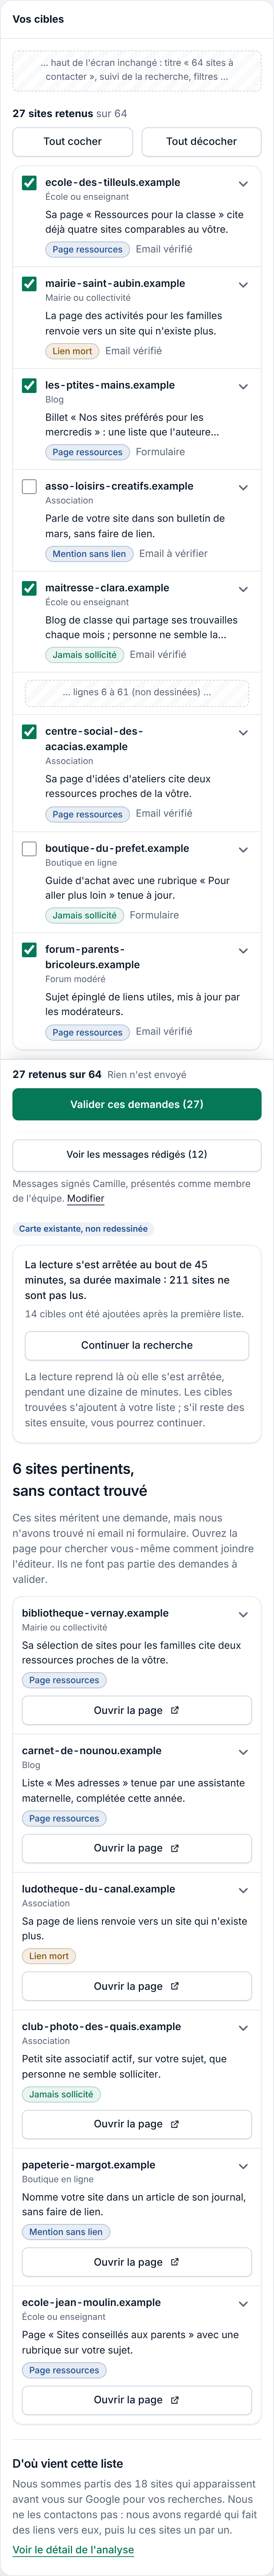 Vos cibles
... haut de l'écran inchangé : titre « 64 sites à
contacter », suivi de la recherche, filtres ...
27 sites retenus sur 64
Tout cocher
Tout décocher
ecole-des-tilleuls.example
École ou enseignant
Sa page « Ressources pour la classe » cite
déjà quatre sites comparables au vôtre.
Page ressources Email vérifié
mairie-saint-aubin.example
Mairie ou collectivité
La page des activités pour les familles
renvoie vers un site qui n'existe plus.
Lien mort Email vérifié
les-ptites-mains.example
Blog
Billet « Nos sites préférés pour les
mercredis » : une liste que l'auteure...
Page ressources Formulaire
asso-loisirs-creatifs.example
Association
Parle de votre site dans son bulletin de
mars, sans faire de lien.
Mention sans lien Email à vérifier
maitresse-clara.example
École ou enseignant
Blog de classe qui partage ses trouvailles
chaque mois ; personne ne semble la...
Jamais sollicité Email vérifié
... lignes 6 à 61 (non dessinées) ...
centre-social-des-
acacias.example
Association
Sa page d'idées d'ateliers cite deux
ressources proches de la vôtre.
Page ressources Email vérifié
boutique-du-prefet.example
Boutique en ligne
Guide d'achat avec une rubrique « Pour
aller plus loin » tenue à jour.
Jamais sollicité Formulaire
forum-parents-
bricoleurs.example
Forum modéré
Sujet épinglé de liens utiles, mis à jour par
les modérateurs.
Page ressources Email vérifié
27 retenus sur 64 Rien n'est envoyé
Valider ces demandes (27)
Voir les messages rédigés (12)
Messages signés Camille, présentés comme membre
de l'équipe. Modifier
Carte existante, non redessinée
La lecture s'est arrêtée au bout de 45
minutes, sa durée maximale : 211 sites ne
sont pas lus.
14 cibles ont été ajoutées après la première liste.
Continuer la recherche
La lecture reprend là où elle s'est arrêtée,
pendant une dizaine de minutes. Les cibles
trouvées s'ajoutent à votre liste ; s'il reste des
sites ensuite, vous pourrez continuer.
6 sites pertinents,
sans contact trouvé
Ces sites méritent une demande, mais nous
n'avons trouvé ni email ni formulaire. Ouvrez la
page pour chercher vous-même comment joindre
l'éditeur. Ils ne font pas partie des demandes à
valider.
bibliotheque-vernay.example
Mairie ou collectivité
Sa sélection de sites pour les familles cite deux
ressources proches de la vôtre.
Page ressources
Ouvrir la page
carnet-de-nounou.example
Blog
Liste « Mes adresses » tenue par une assistante
maternelle, complétée cette année.
Page ressources
Ouvrir la page
ludotheque-du-canal.example
Association
Sa page de liens renvoie vers un site qui n'existe
plus.
Lien mort
Ouvrir la page
club-photo-des-quais.example
Association
Petit site associatif actif, sur votre sujet, que
personne ne semble solliciter.
Jamais sollicité
Ouvrir la page
papeterie-margot.example
Boutique en ligne
Nomme votre site dans un article de son journal,
sans faire de lien.
Mention sans lien
Ouvrir la page
ecole-jean-moulin.example
École ou enseignant
Page « Sites conseillés aux parents » avec une
rubrique sur votre sujet.
Page ressources
Ouvrir la page
D'où vient cette liste
Nous sommes partis des 18 sites qui apparaissent
avant vous sur Google pour vos recherches. Nous
ne les contactons pas : nous avons regardé qui fait
des liens vers eux, puis lu ces sites un par un.
Voir le détail de l'analyse